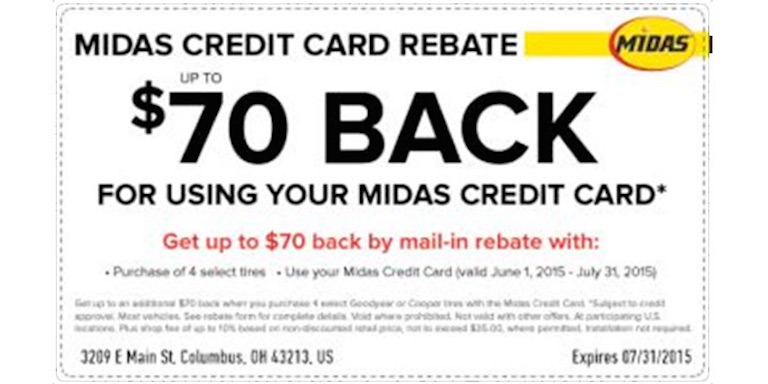 MIDAS CREDIT CARD REBATE MIDAS
UP TO
$70 BACK
FOR USING YOUR MIDAS CREDIT CARD*
Get up to $70 back by mail-in rebate with:
• Purchase of 4 select tires • Use your Midas Credit Card (valid June 1, 2015 - July 31, 2015)
Get up to an additional $70 back when you purchase 4 select Goodyear or Cooper tires with the Midas Credit Card. *Subject to credit
approval. Most vehicles. See rebate form for complete details. Void where prohibited. Not valid with other offers. At participating U.S.
locations. Plus shop fee of up to 10% based on non-discounted retail price, not to exceed $35.00, where permitted. Installation not required.
3209 E Main St, Columbus, OH 43213, US Expires 07/31/2015